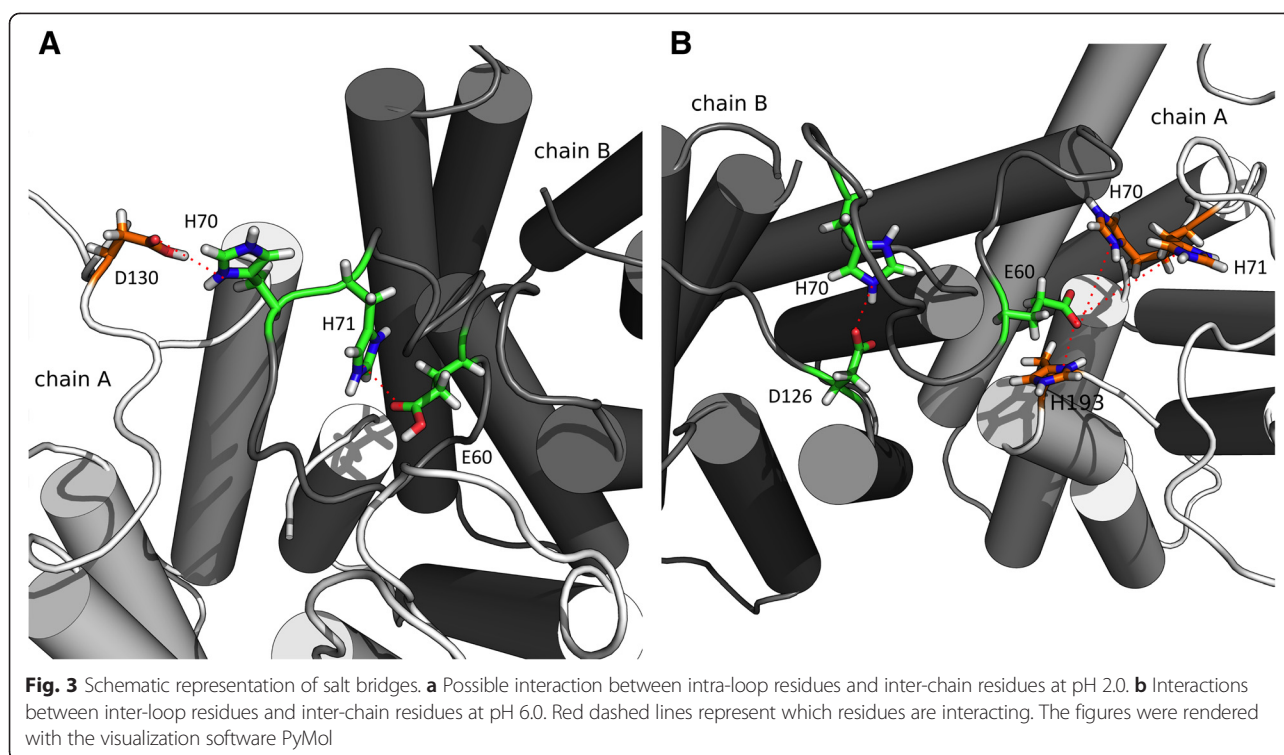 A
B
chain B
H70
D130
H71
chain A
E60
chain B
chain A
H70
H70
E60
H71
D126
H193
Fig. 3 Schematic representation of salt bridges. a Possible interaction between intra-loop residues and inter-chain residues at pH 2.0. b Interactions
between inter-loop residues and inter-chain residues at pH 6.0. Red dashed lines represent which residues are interacting. The figures were rendered
with the visualization software PyMol